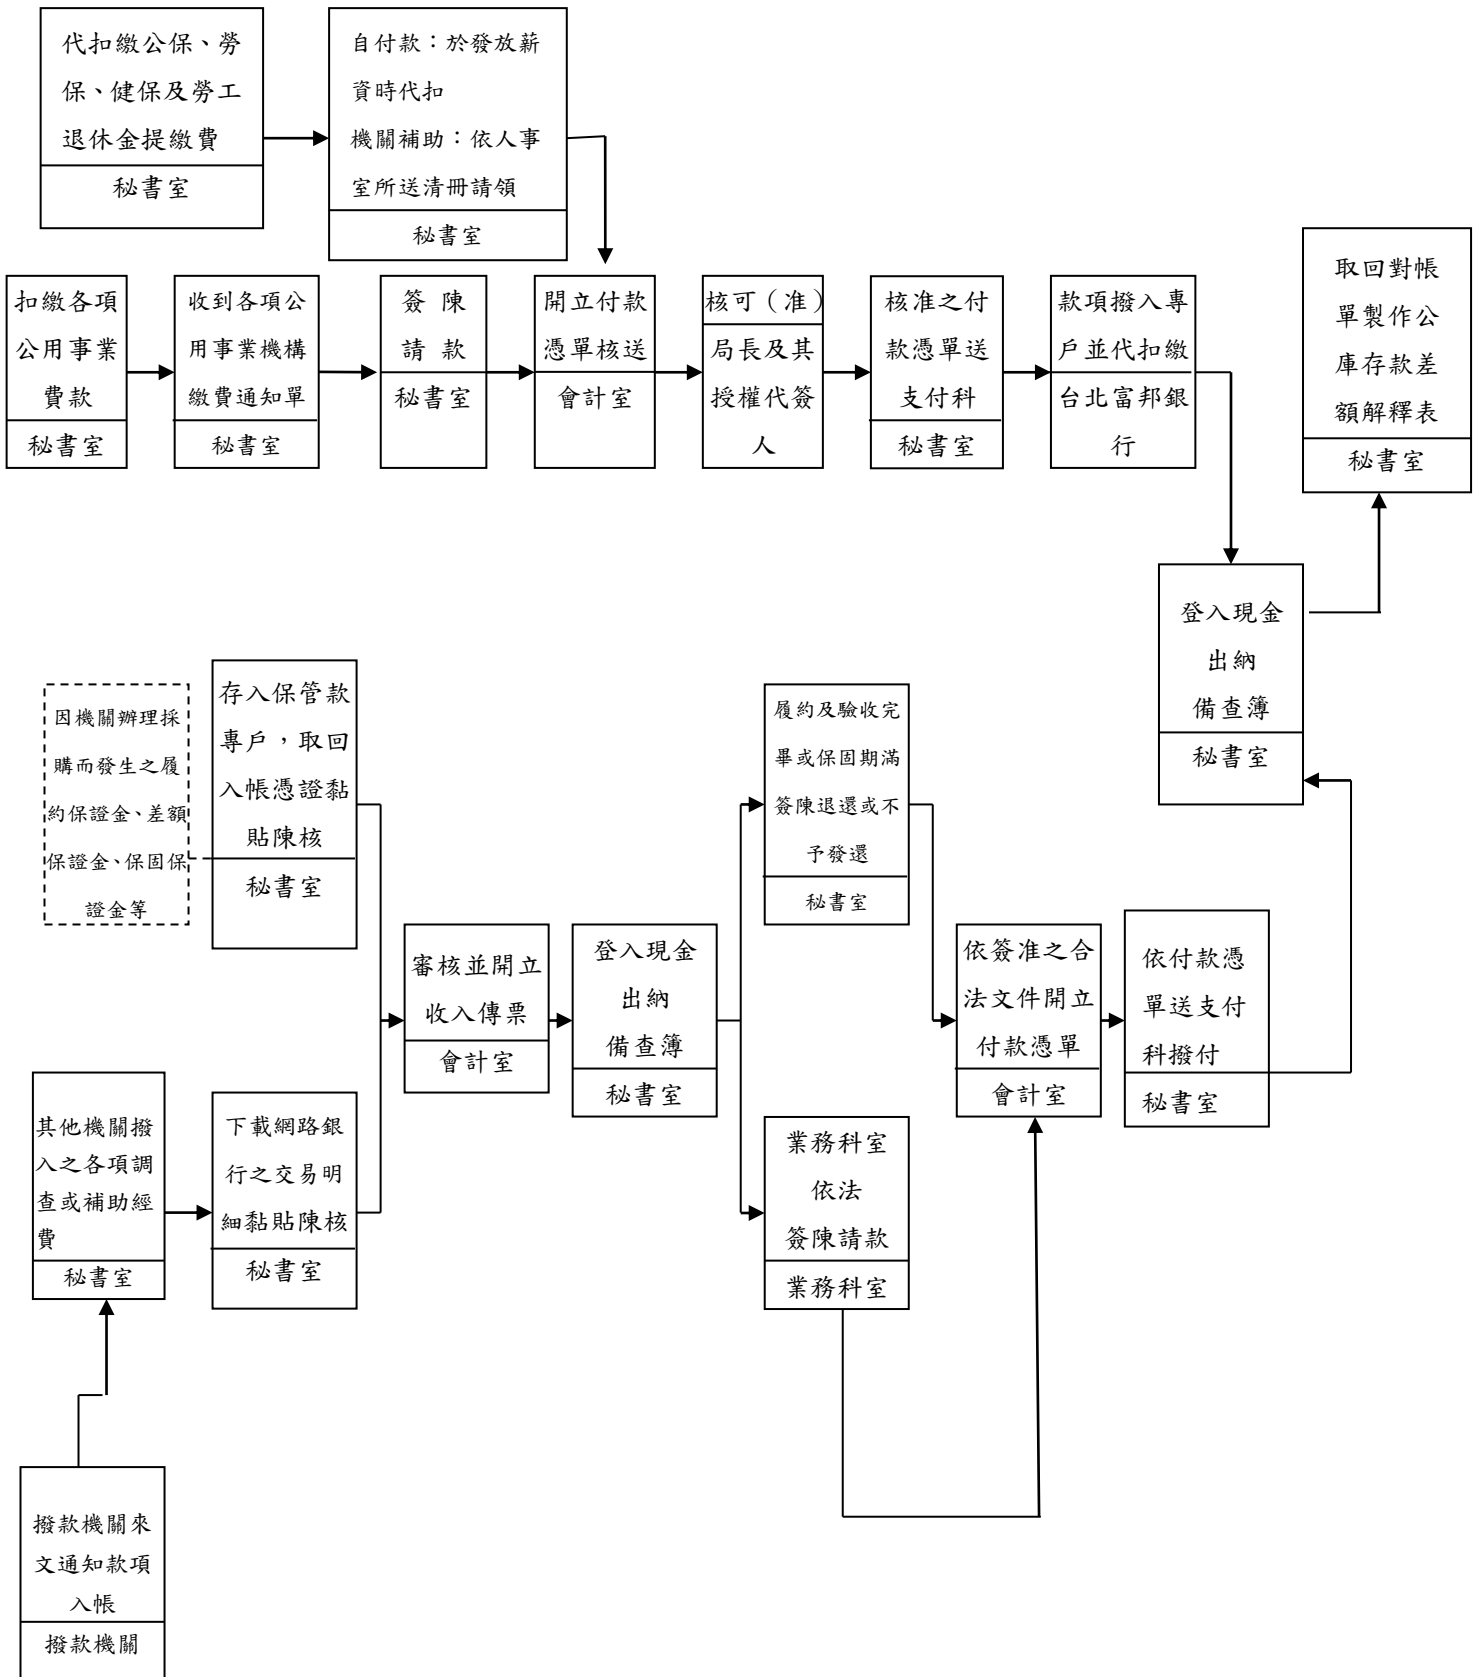 代扣繳公保、勞
保、健保及勞工
退休金提繳費
秘書室
自付款：於發放薪
資時代扣
機關補助：依人事
室所送清冊請領
秘書室
扣繳各項
公用事業
費款
秘書室
收到各項公
用事業機構
繳費通知單
秘書室
簽 陳
請 款
秘書室
開立付款
憑單核送
會計室
核可（准）
局長及其
授權代簽
人
核准之付
款憑單送
支付科
秘書室
款項撥入專
戶並代扣繳
台北富邦銀
行
取回對帳
單製作公
庫存款差
額解釋表
秘書室
登入現金
出納
備查簿
秘書室
因機關辦理採
購而發生之履
約保證金、差額
保證金、保固保
證金等
存入保管款
專戶，取回
入帳憑證黏
貼陳核
秘書室
履約及驗收完
畢或保固期滿
簽陳退還或不
予發還
秘書室
審核並開立
收入傳票
會計室
登入現金
出納
備查簿
秘書室
依簽准之合
法文件開立
付款憑單
會計室
依付款憑
單送支付
科撥付
秘書室
其他機關撥
入之各項調
查或補助經
費
秘書室
下載網路銀
行之交易明
細黏貼陳核
秘書室
業務科室
依法
簽陳請款
業務科室
撥款機關來
文通知款項
入帳
撥款機關